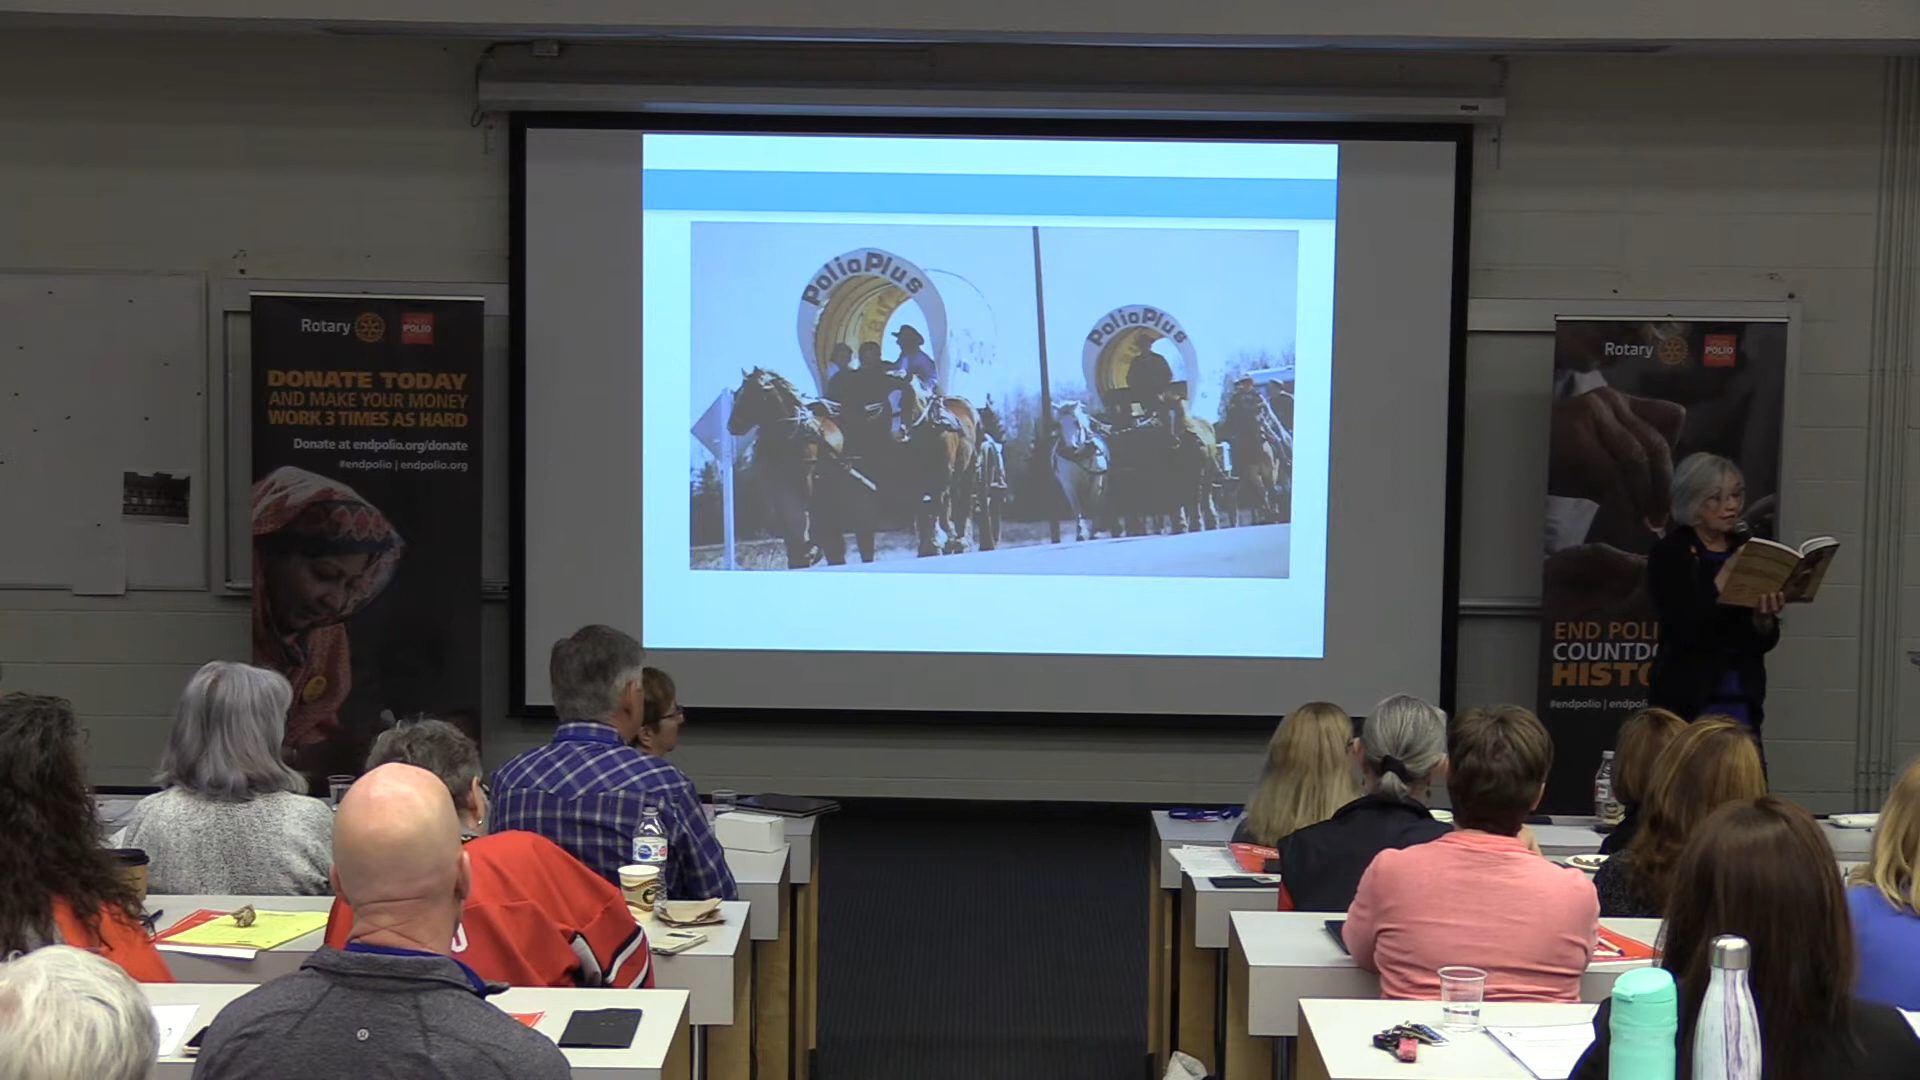 Rotary
POLIO
DONATE TODAY
AND MAKE YOUR MONEY
WORK 3 TIMES AS HARD
Donate at endpolio.org/donate
#endpolio | endpolio.org
PolioPlus
PolioPlus
Rotary
POLIO
END POLI
COUNTD
HISTO
#endpolio | endpoli